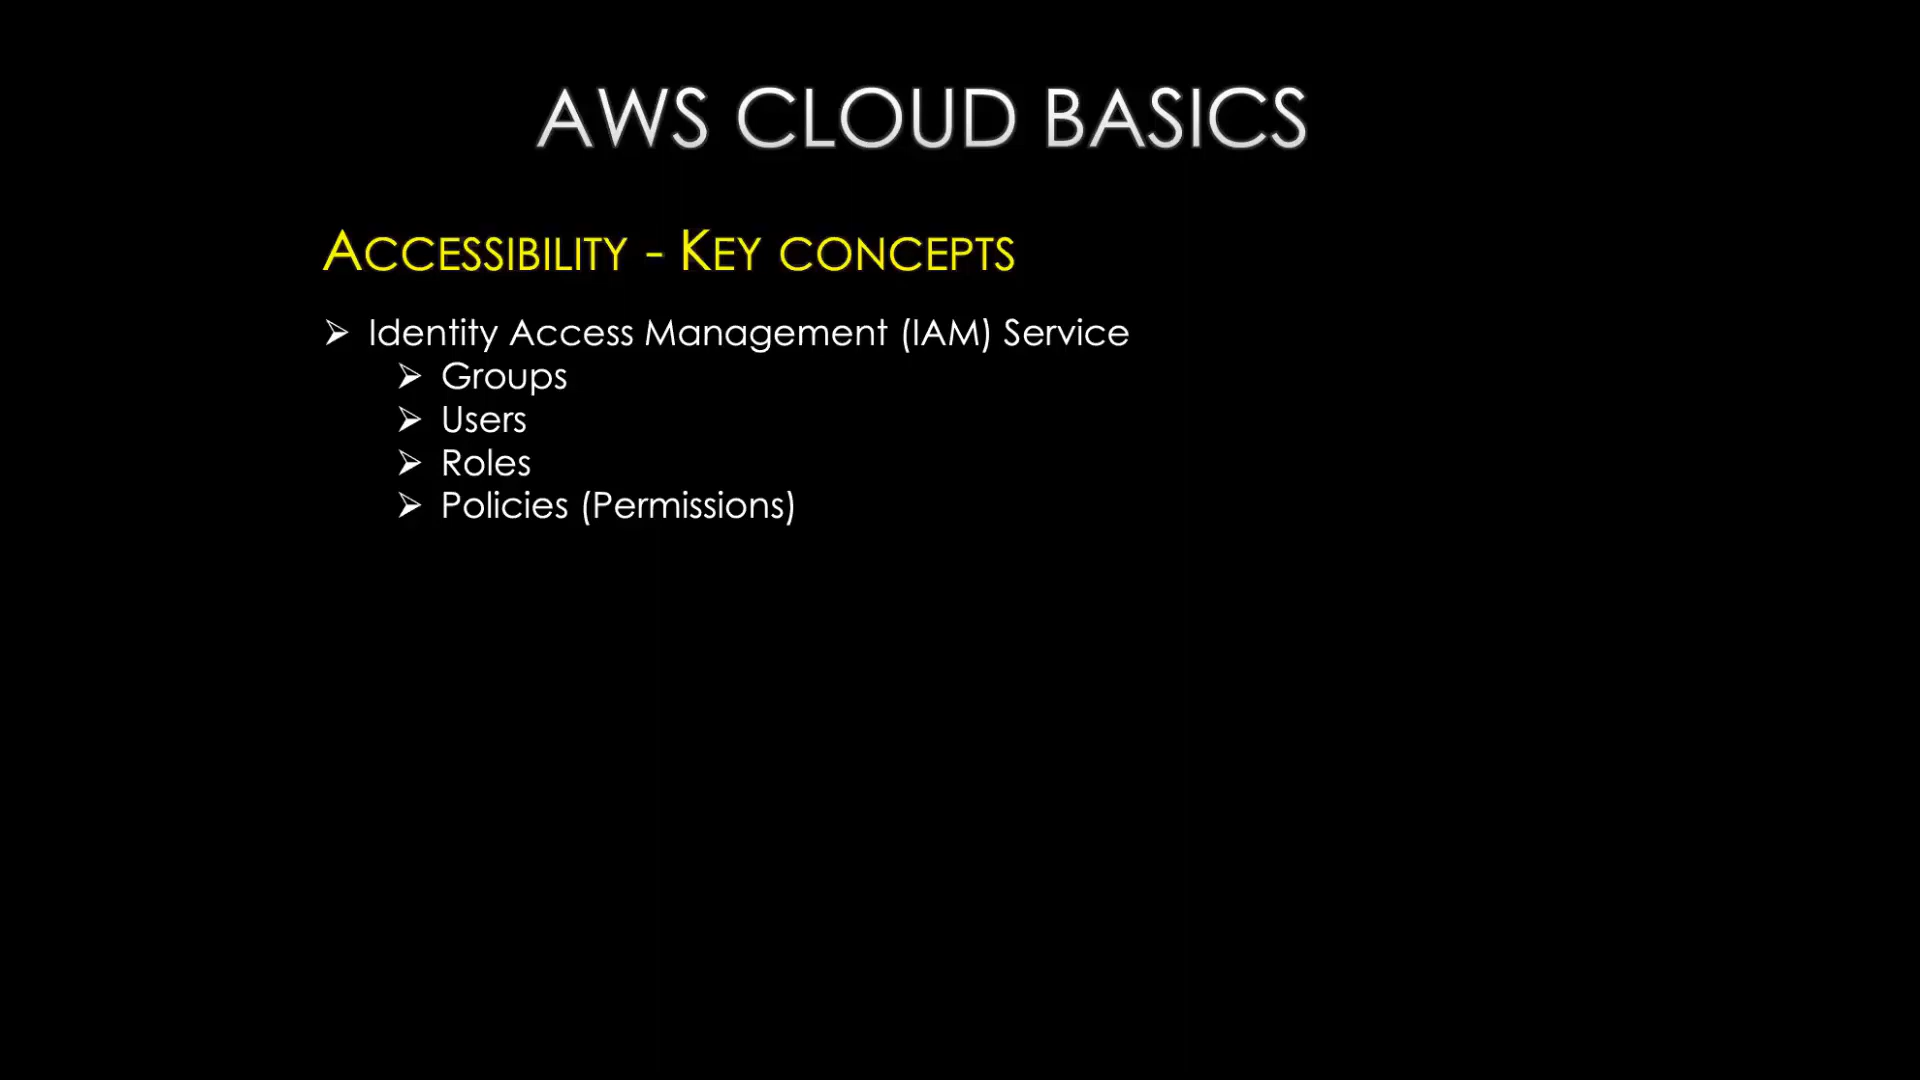 AWS CLOUD BASICS
ACCESSIBILITY - KEY CONCEPTS
➢ Identity Access Management (IAM) Service
➢ Groups
➢ Users
➢ Roles
➢ Policies (Permissions)